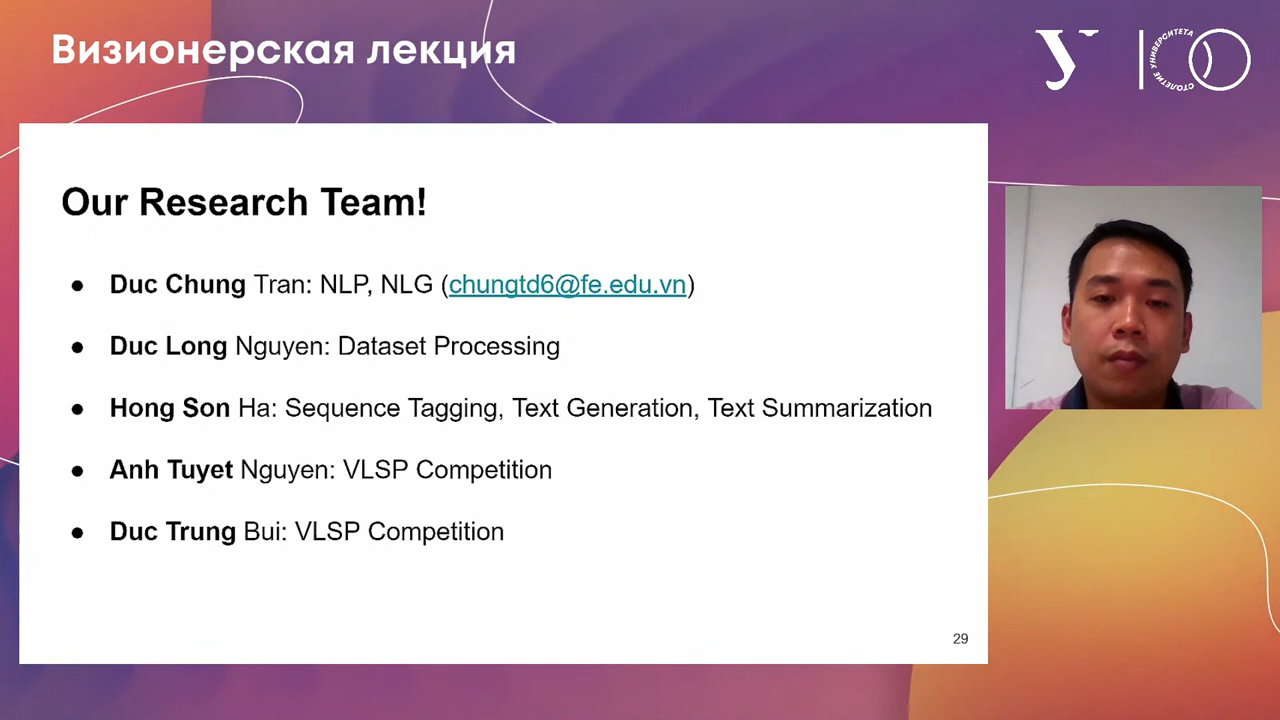 Визионерская лекция
У
СТОЛЕТИЕ УНИВЕРСИТЕТА
Our Research Team!
● Duc Chung Tran: NLP, NLG (chungtd6@fe.edu.vn)
● Duc Long Nguyen: Dataset Processing
● Hong Son Ha: Sequence Tagging, Text Generation, Text Summarization
● Anh Tuyet Nguyen: VLSP Competition
● Duc Trung Bui: VLSP Competition
29